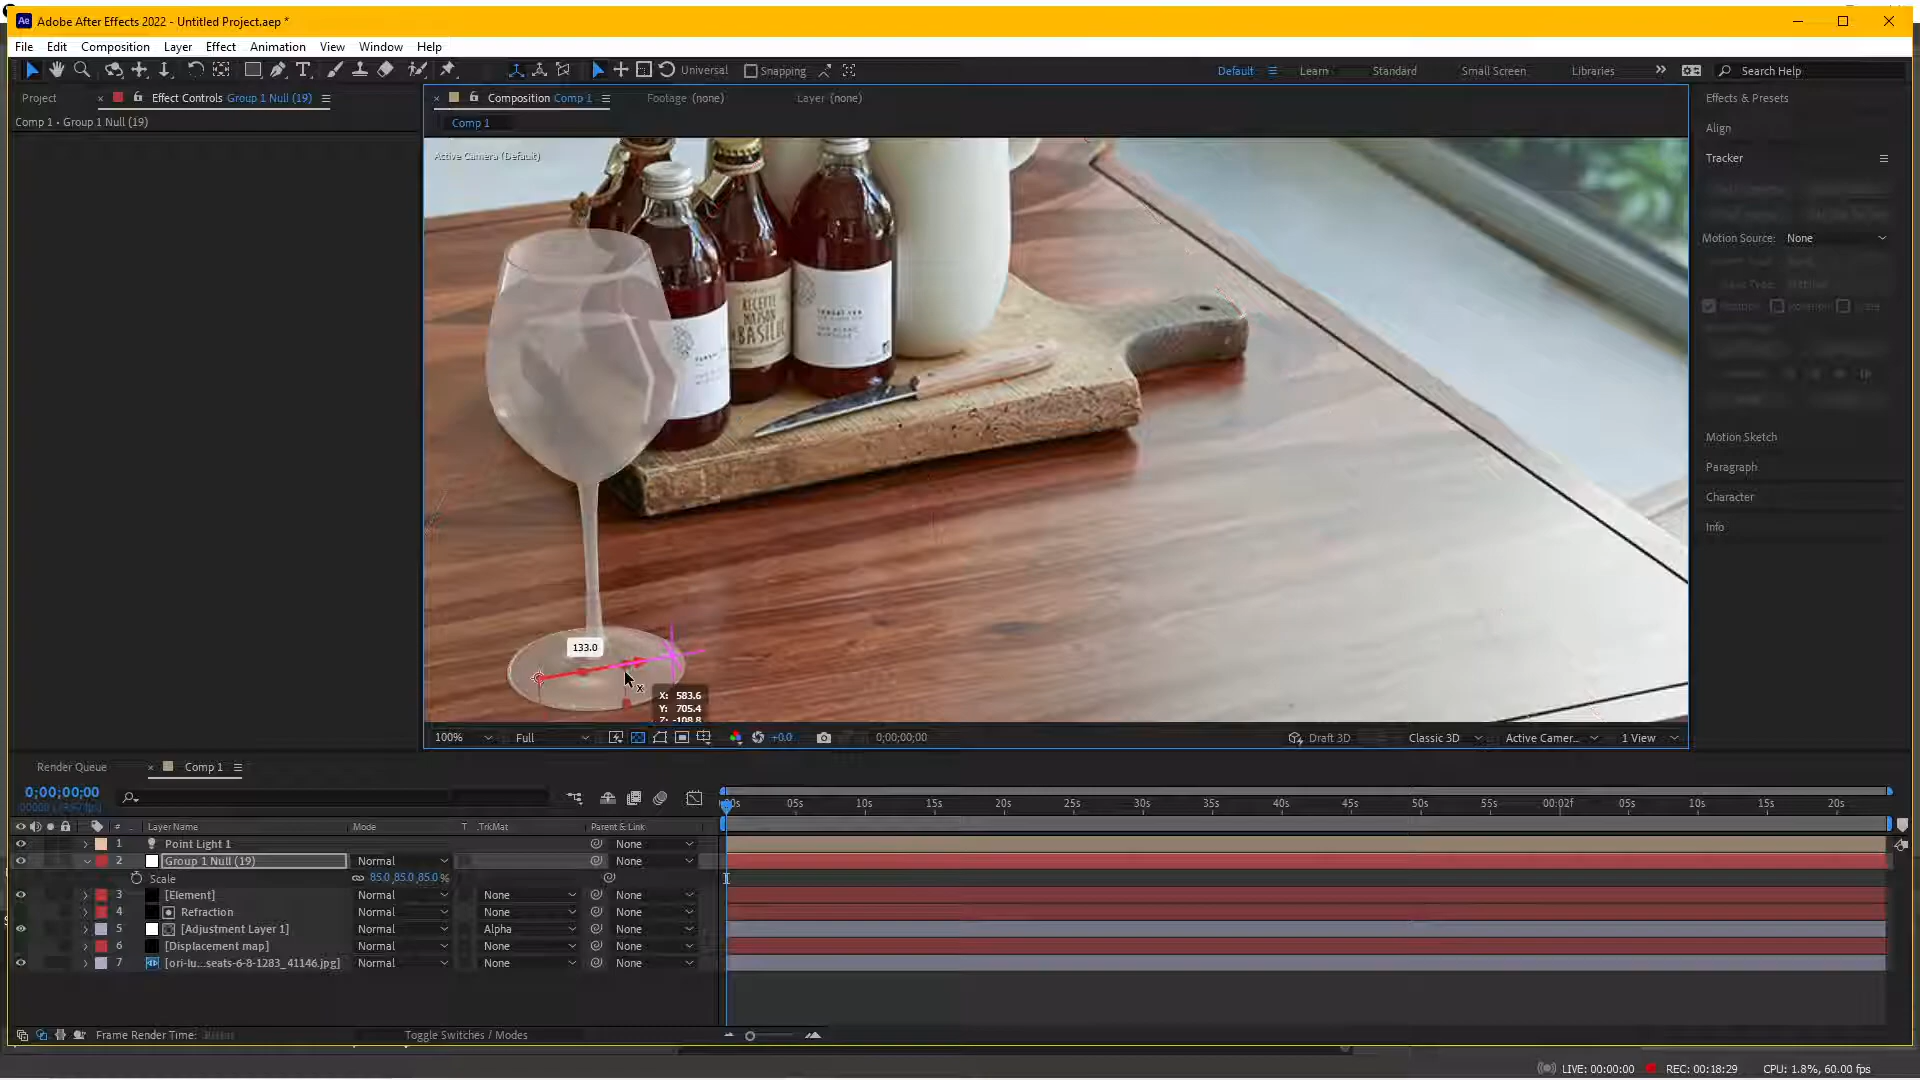 Adobe After Effects 2022 - Untitled Project.aep *
File Edit Composition Layer Effect Animation View Window Help
Universal Snapping Default Learn Standard Small Screen Libraries Search Help
Project Effect Controls Group 1 Null (19) Composition Comp 1 Footage (none) Layer (none) Effects & Presets
Comp 1 • Group 1 Null (19) Comp 1
Align
Active Camera (Default)
Tracker
Motion Source: None
RECETTE
MAISON
BASILIC
Motion Sketch
Paragraph
Character
Info
133.0
X: 583.6
Y: 705.4
Z: -108.8
100% Full +0.0 0;00;00;00 Draft 3D Classic 3D Active Camer... 1 View
Render Queue Comp 1
0;00;00;00
00s 05s 10s 15s 20s 25s 30s 35s 40s 45s 50s 55s 00:02f 05s 10s 15s 20s
# Layer Name Mode T .TrkMat Parent & Link
1 Point Light 1 None
2 Group 1 Null (19) Normal None
Scale 85.0,85.0,85.0 %
3 [Element] Normal None None
4 Refraction Normal None None
5 [Adjustment Layer 1] Normal Alpha None
6 [Displacement map] Normal None None
7 [ori-lu...seats-6-8-1283_41146.jpg] Normal None None
Frame Render Time: Toggle Switches / Modes
LIVE: 00:00:00 REC: 00:18:29 CPU: 1.8%, 60.00 fps